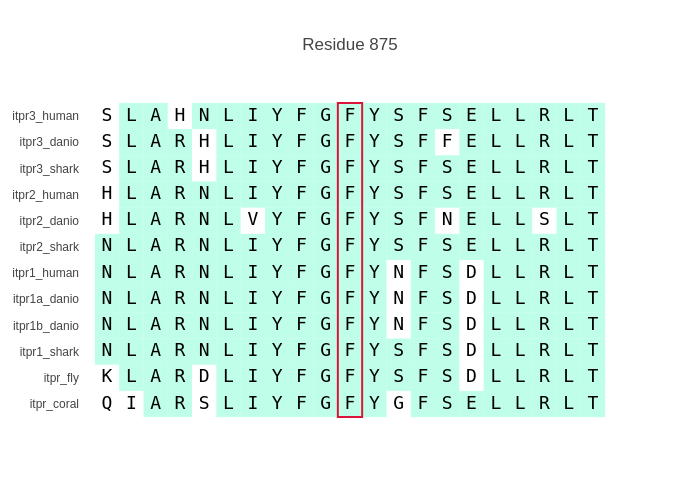 Residue 875
itpr3_human S L A H N L I Y F G F Y S F S E L L R L T
itpr3_danio S L A R H L I Y F G F Y S F F E L L R L T
itpr3_shark S L A R H L I Y F G F Y S F S E L L R L T
itpr2_human H L A R N L I Y F G F Y S F S E L L R L T
itpr2_danio H L A R N L V Y F G F Y S F N E L L S L T
itpr2_shark N L A R N L I Y F G F Y S F S E L L R L T
itpr1_human N L A R N L I Y F G F Y N F S D L L R L T
itpr1a_danio N L A R N L I Y F G F Y N F S D L L R L T
itpr1b_danio N L A R N L I Y F G F Y N F S D L L R L T
itpr1_shark N L A R N L I Y F G F Y S F S D L L R L T
itpr_fly K L A R D L I Y F G F Y S F S D L L R L T
itpr_coral Q I A R S L I Y F G F Y G F S E L L R L T